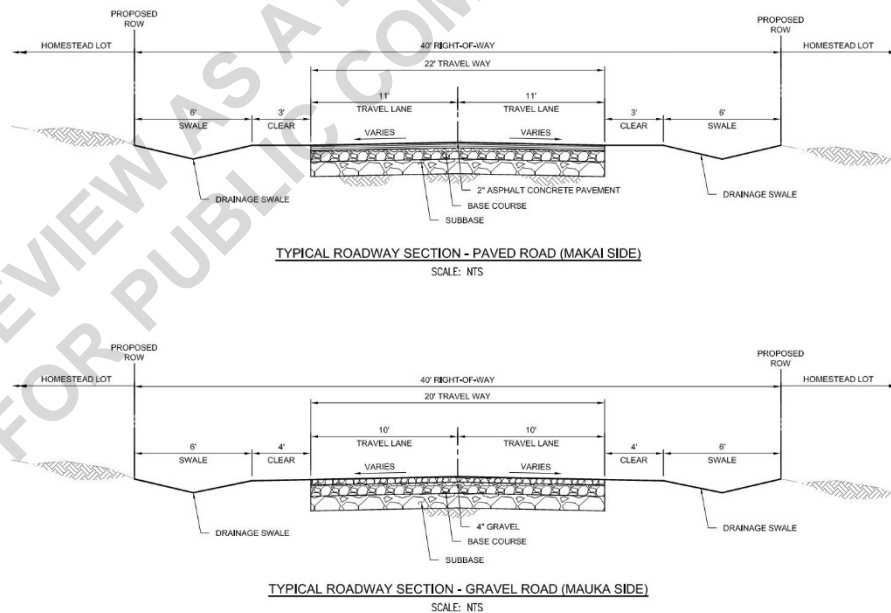 PROPOSED
ROW
PROPOSED
ROW
HOMESTEAD LOT
40' RIGHT-OF-WAY
HOMESTEAD LOT
22' TRAVEL WAY
6'
SWALE
3'
CLEAR
11'
TRAVEL LANE
11'
TRAVEL LANE
3'
CLEAR
6'
SWALE
VARIES
VARIES
DRAINAGE SWALE
2" ASPHALT CONCRETE PAVEMENT
BASE COURSE
SUBBASE
DRAINAGE SWALE
TYPICAL ROADWAY SECTION - PAVED ROAD (MAKAI SIDE)
SCALE: NTS
PROPOSED
ROW
PROPOSED
ROW
HOMESTEAD LOT
40' RIGHT-OF-WAY
HOMESTEAD LOT
20' TRAVEL WAY
6'
SWALE
4'
CLEAR
10'
TRAVEL LANE
10'
TRAVEL LANE
4'
CLEAR
6'
SWALE
VARIES
VARIES
DRAINAGE SWALE
4" GRAVEL
BASE COURSE
SUBBASE
DRAINAGE SWALE
TYPICAL ROADWAY SECTION - GRAVEL ROAD (MAUKA SIDE)
SCALE: NTS
AS A
FOR PUBLIC